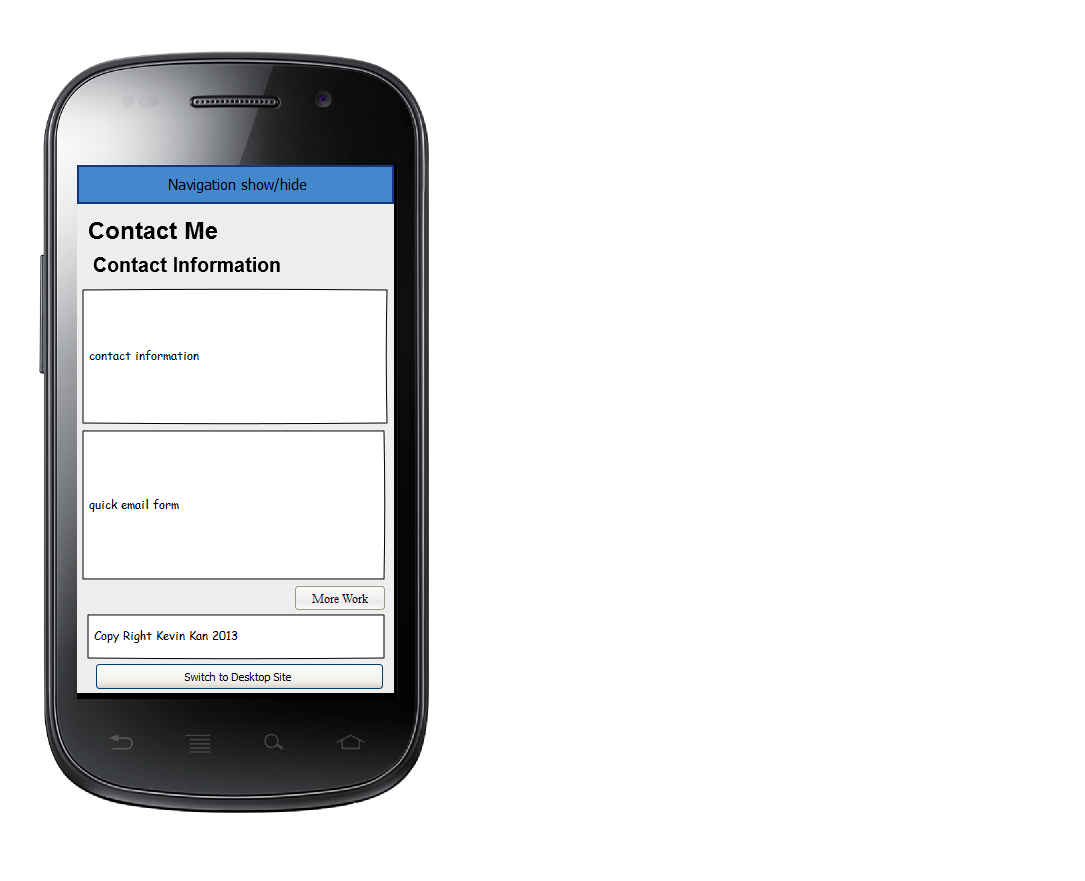 Navigation show/hide
Contact Me
Contact Information
contact information
quick email form
More Work
Copy Right Kevin Kan 2013
Switch to Desktop Site